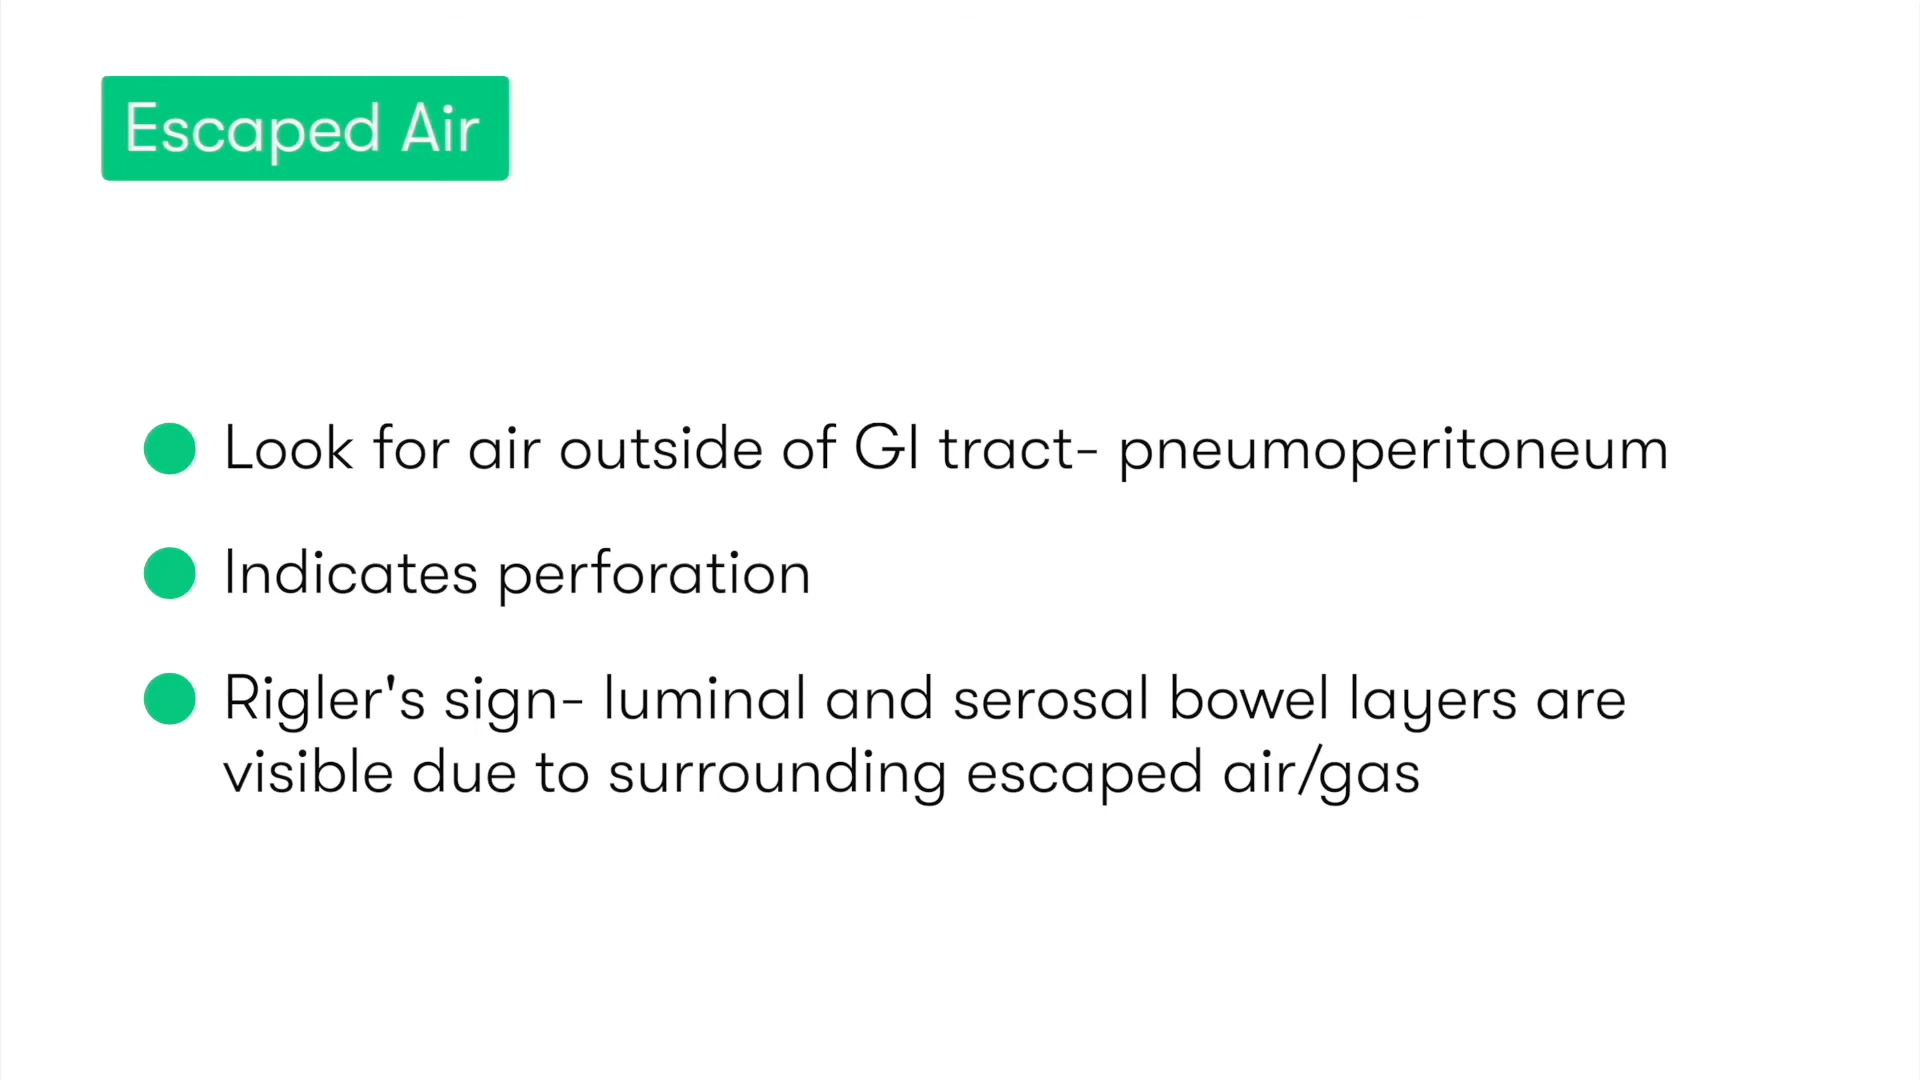 Escaped Air
Look for air outside of GI tract- pneumoperitoneum
Indicates perforation
Rigler's sign- luminal and serosal bowel layers are
visible due to surrounding escaped air/gas